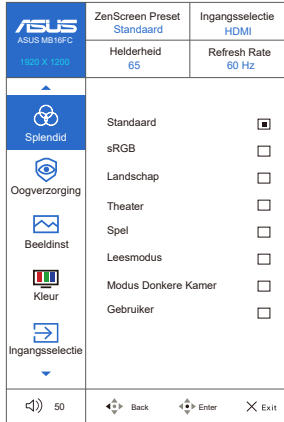 ASUS
ASUS MB16FC
1920 X 1200
ZenScreen Preset
Standaard
Ingangsselectie
HDMI
Helderheid
65
Refresh Rate
60 Hz
Splendid
Oogverzorging
Beeldinst
Kleur
Ingangsselectie
Standaard
sRGB
Landschap
Theater
Spel
Leesmodus
Modus Donkere Kamer
Gebruiker
50
Back
Enter
Exit